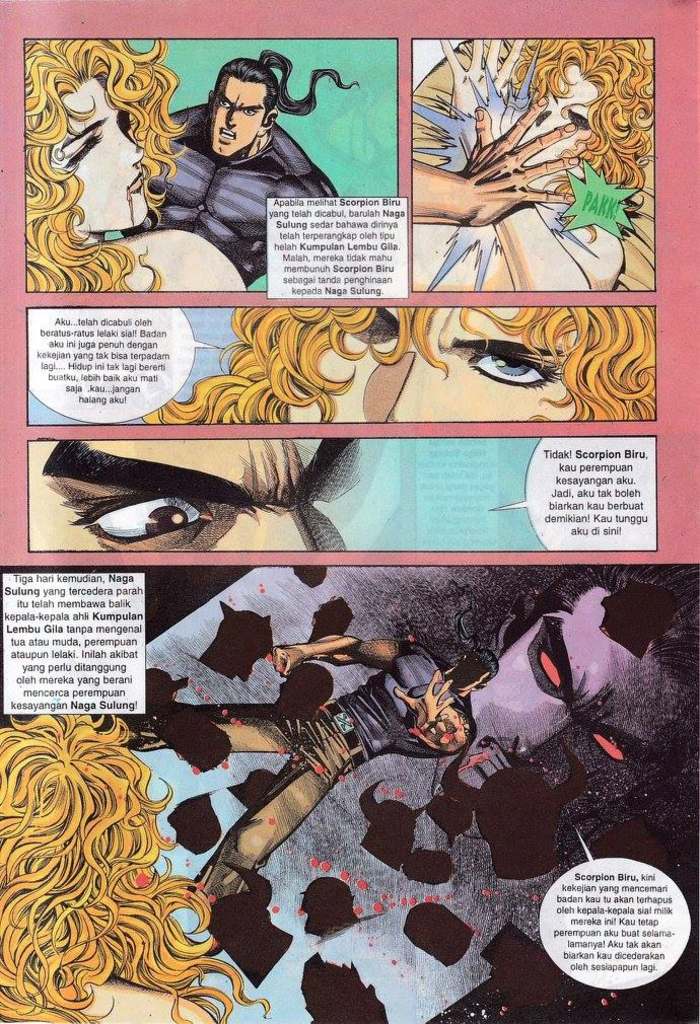 Apabila melihat Scorpion Biru
yang telah dicabul, barulah Naga
Sulung sedar bahawa dirinya
telah terperangkap oleh tipu
helah Kumpulan Lembu Gila.
Malah, mereka tidak mahu
membunuh Scorpion Biru
sebagai tanda penghinaan
kepada Naga Sulung.
PAKK!
Aku...telah dicabuli oleh
beratus-ratus lelaki sial! Badan
aku ini juga penuh dengan
kekejian yang tak bisa terpadam
lagi.... Hidup ini tak lagi bererti
buatku, lebih baik aku mati
saja ,kau...jangan
halang aku!
Tidak! Scorpion Biru,
kau perempuan
kesayangan aku.
Jadi, aku tak boleh
biarkan kau berbuat
demikian! Kau tunggu
aku di sini!
Tiga hari kemudian, Naga
Sulung yang tercedera parah
itu telah membawa balik
kepala-kepala ahli Kumpulan
Lembu Gila tanpa mengenal
tua atau muda, perempuan
ataupun lelaki. Inilah akibat
yang perlu ditanggung
oleh mereka yang berani
mencerca perempuan
kesayangan Naga Sulung!
Scorpion Biru, kini
kekejian yang mencemari
badan kau tu akan terhapus
oleh kepala-kepala sial milik
mereka ini! Kau tetap
perempuan aku buat selama-
lamanya! Aku tak akan
biarkan kau dicederakan
oleh sesiapapun lagi.